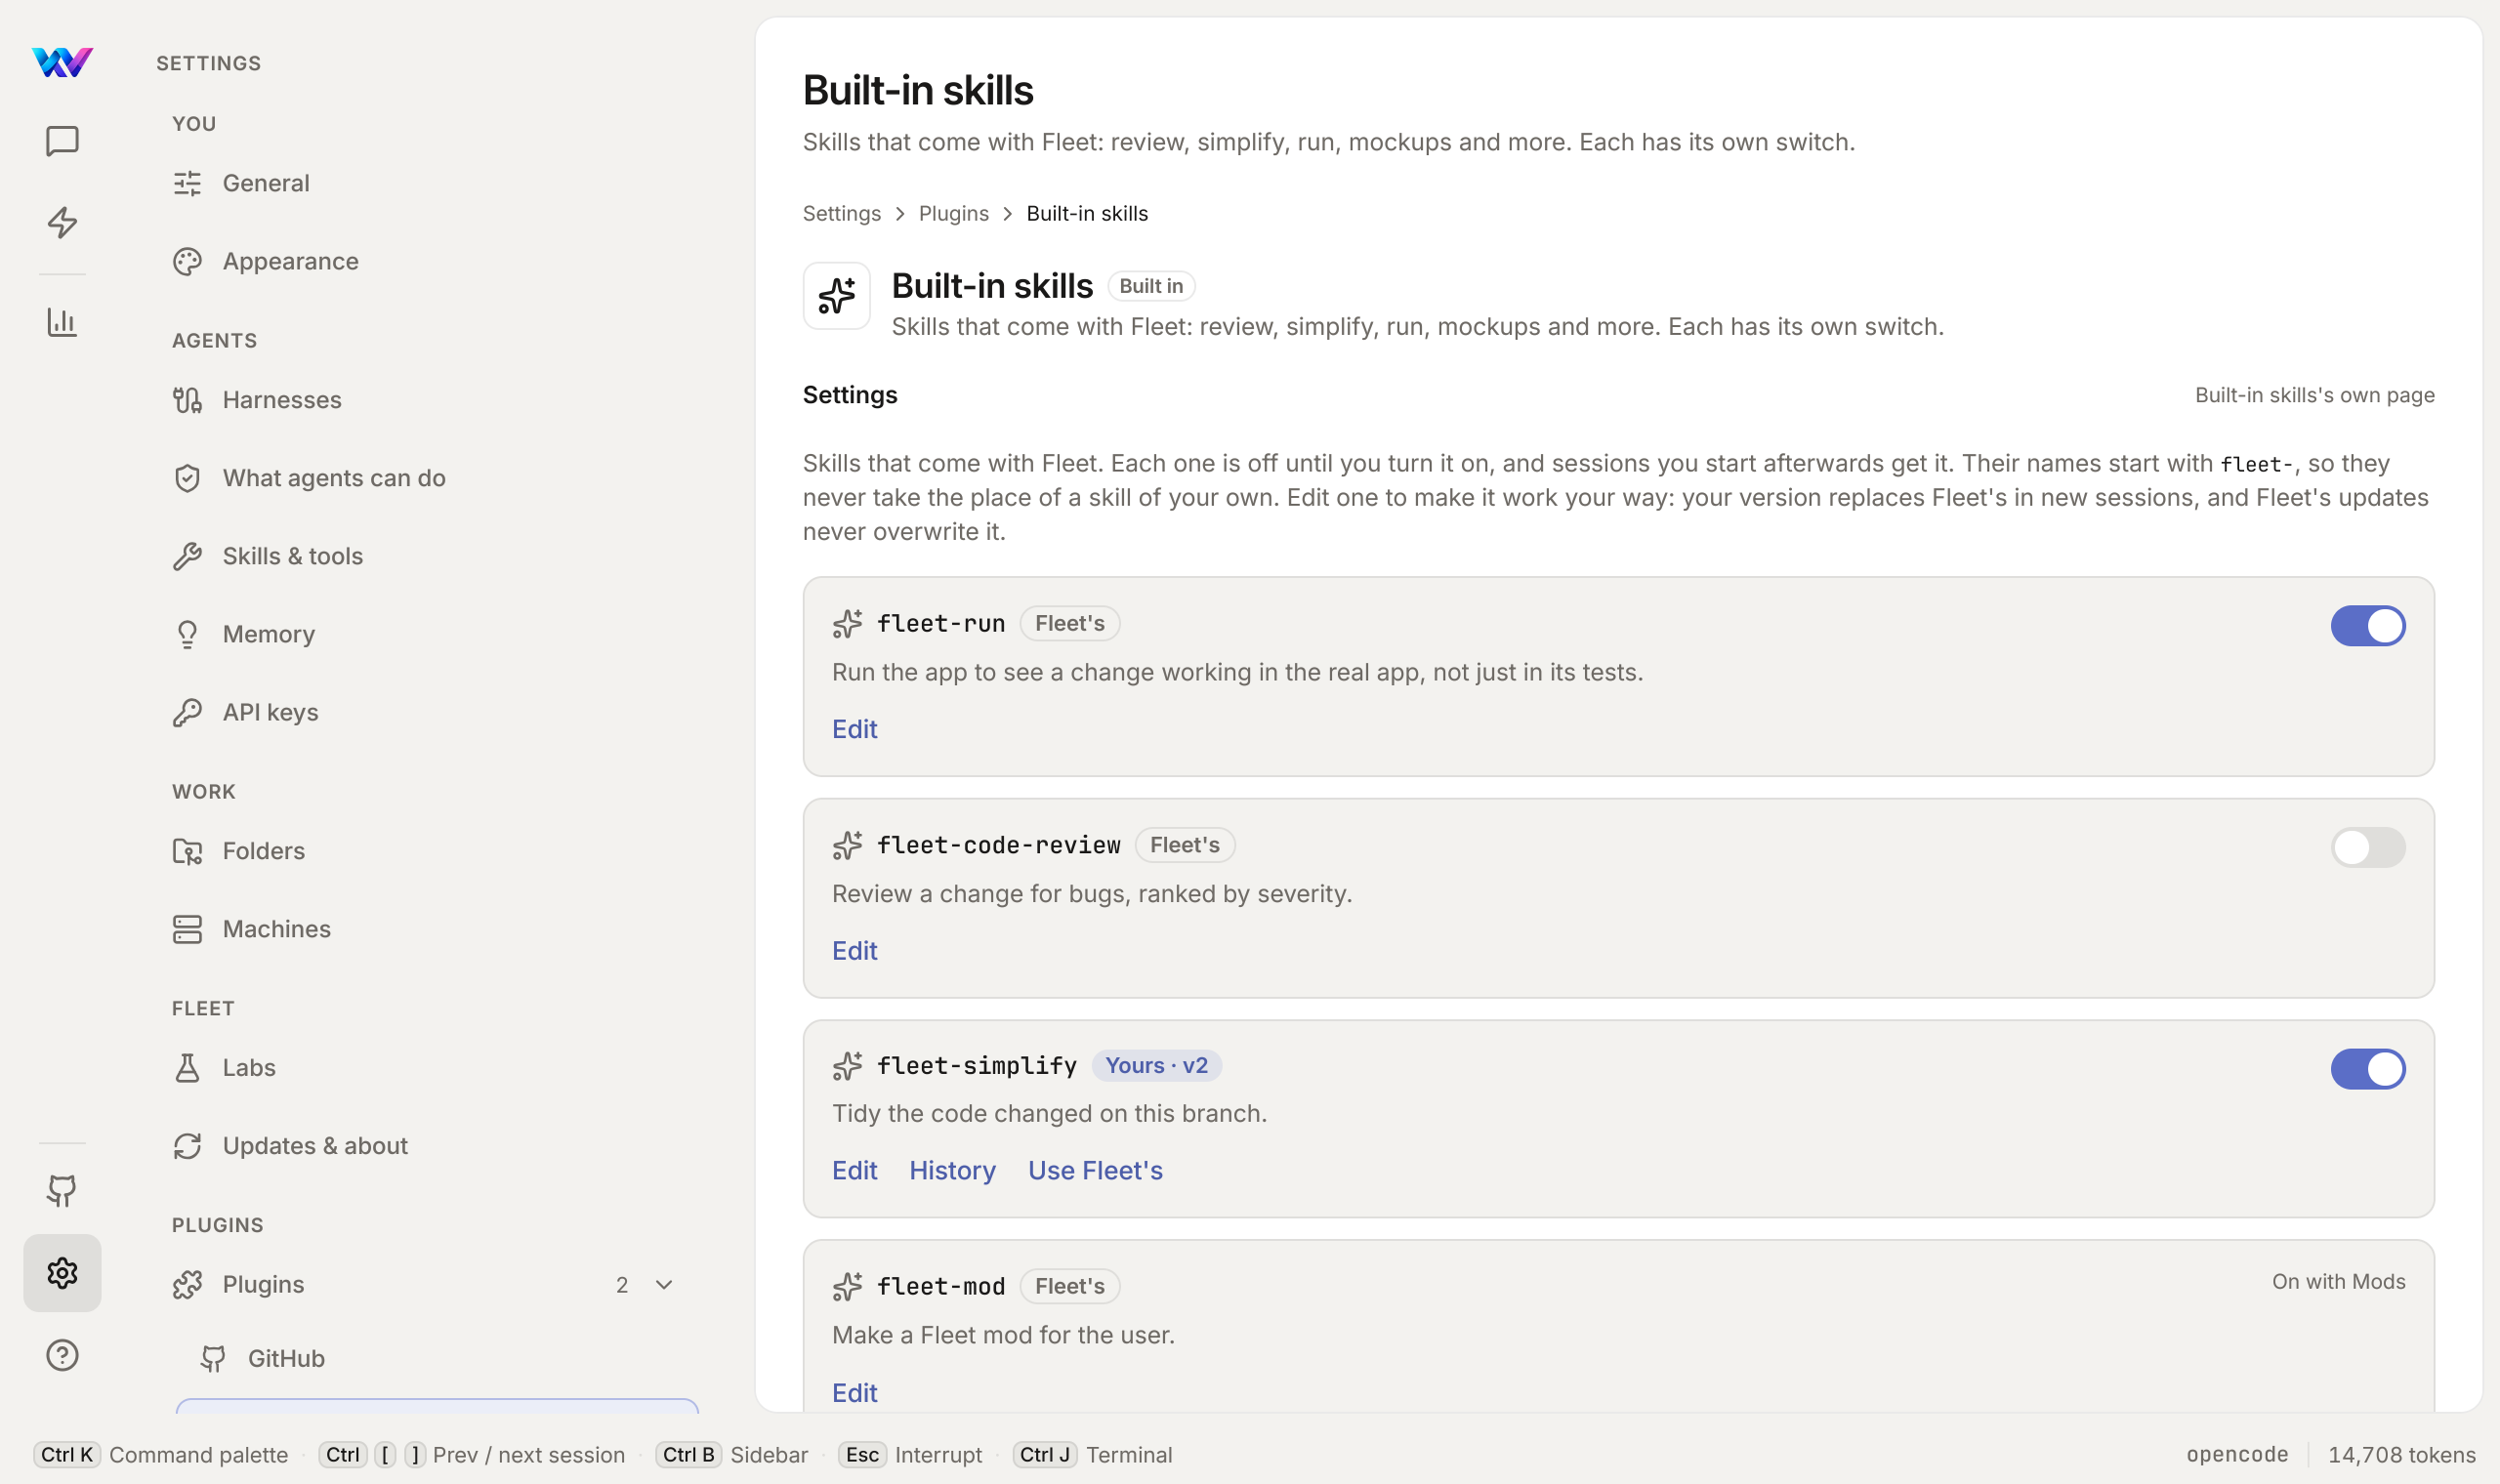 SETTINGS
YOU
General
Appearance
AGENTS
Harnesses
What agents can do
Skills & tools
Memory
API keys
WORK
Folders
Machines
FLEET
Labs
Updates & about
PLUGINS
Plugins 2
GitHub
Built-in skills
Skills that come with Fleet: review, simplify, run, mockups and more. Each has its own switch.
Settings > Plugins > Built-in skills
Built-in skills Built in
Skills that come with Fleet: review, simplify, run, mockups and more. Each has its own switch.
Settings Built-in skills's own page
Skills that come with Fleet. Each one is off until you turn it on, and sessions you start afterwards get it. Their names start with fleet-, so they
never take the place of a skill of your own. Edit one to make it work your way: your version replaces Fleet's in new sessions, and Fleet's updates
never overwrite it.
fleet-run Fleet's
Run the app to see a change working in the real app, not just in its tests.
Edit
fleet-code-review Fleet's
Review a change for bugs, ranked by severity.
Edit
fleet-simplify Yours · v2
Tidy the code changed on this branch.
Edit History Use Fleet's
fleet-mod Fleet's On with Mods
Make a Fleet mod for the user.
Edit
Ctrl K Command palette · Ctrl [ ] Prev / next session · Ctrl B Sidebar · Esc Interrupt · Ctrl J Terminal opencode 14,708 tokens